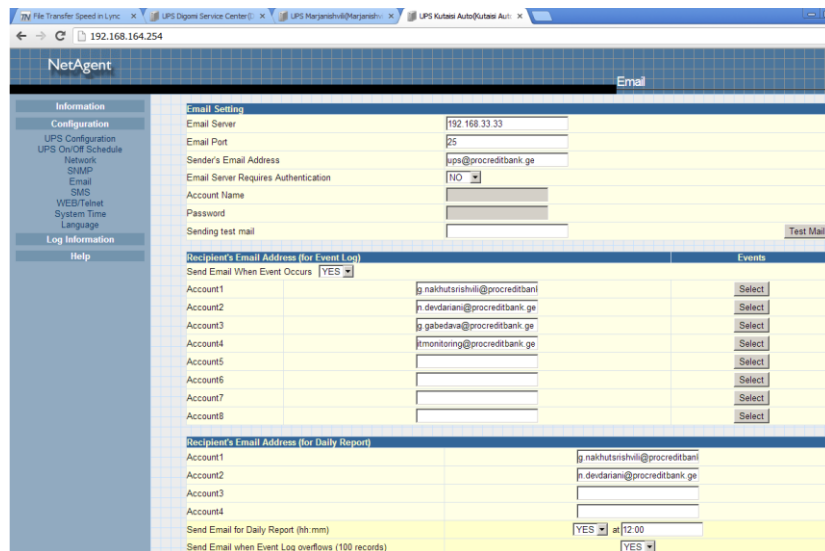 File Transfer Speed in Lync × UPS Digomi Service Center( × UPS Marjanishvili(Marjanishvi × UPS Kutaisi Auto(Kutaisi Aut ×
192.168.164.254
NetAgent
Email
Information
Configuration
UPS Configuration
UPS On/Off Schedule
Network
SNMP
Email
SMS
WEB/Telnet
System Time
Language
Log Information
Help
Email Setting
Email Server 192.168.33.33
Email Port 25
Sender's Email Address ups@procreditbank.ge
Email Server Requires Authentication NO
Account Name
Password
Sending test mail Test Mail
Recipient's Email Address (for Event Log) Events
Send Email When Event Occurs YES
Account1 g.nakhutsrishvili@procreditbank Select
Account2 n.devdariani@procreditbank.ge Select
Account3 g.gabedava@procreditbank.ge Select
Account4 itmonitoring@procreditbank.ge Select
Account5 Select
Account6 Select
Account7 Select
Account8 Select
Recipient's Email Address (for Daily Report)
Account1 g.nakhutsrishvili@procreditbank
Account2 n.devdariani@procreditbank.ge
Account3
Account4
Send Email for Daily Report (hh:mm) YES at 12:00
Send Email when Event Log overflows (100 records) YES